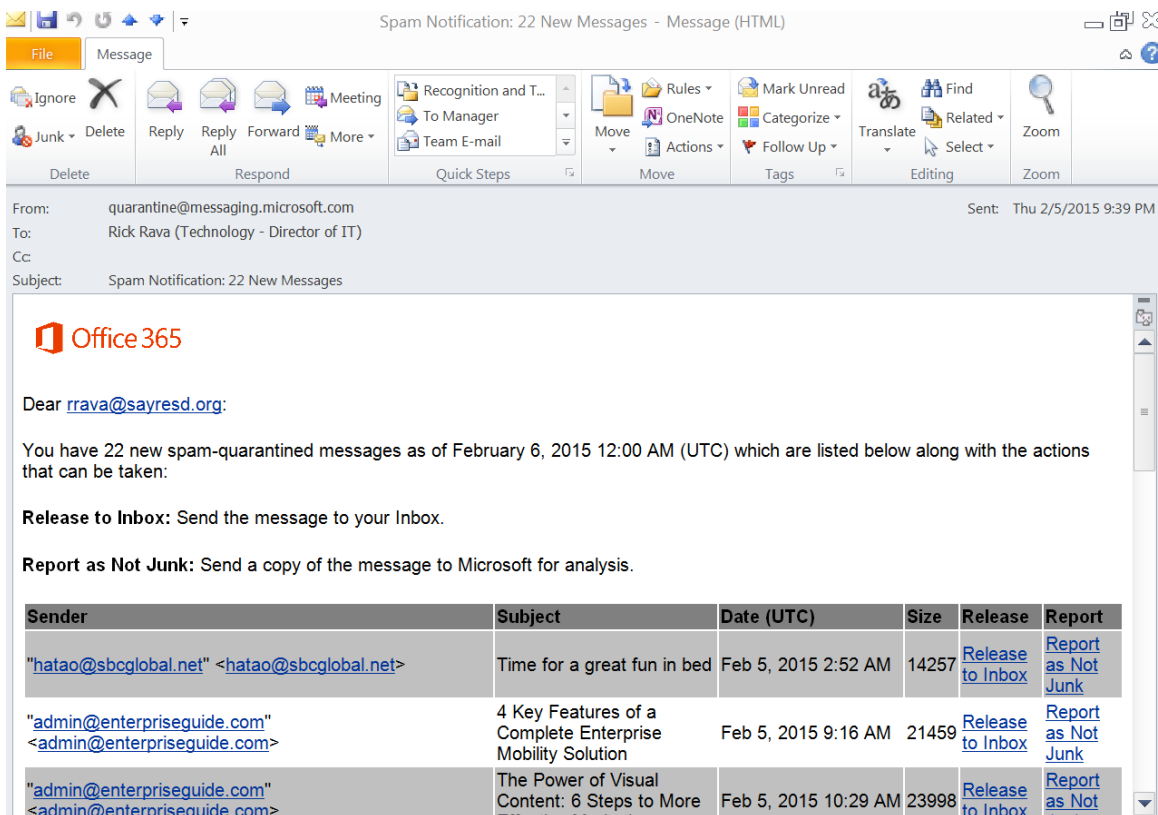 Spam Notification: 22 New Messages - Message (HTML)
File Message
Ignore
Junk
Delete
Reply
Reply All
Forward
Meeting
More
Recognition and T...
To Manager
Team E-mail
Move
Rules
OneNote
Actions
Mark Unread
Categorize
Follow Up
Translate
Find
Related
Select
Zoom
Delete Respond Quick Steps Move Tags Editing Zoom
From: quarantine@messaging.microsoft.com Sent: Thu 2/5/2015 9:39 PM
To: Rick Rava (Technology - Director of IT)
Cc:
Subject: Spam Notification: 22 New Messages
Office 365
Dear rrava@sayresd.org:
You have 22 new spam-quarantined messages as of February 6, 2015 12:00 AM (UTC) which are listed below along with the actions
that can be taken:
Release to Inbox: Send the message to your Inbox.
Report as Not Junk: Send a copy of the message to Microsoft for analysis.
Sender Subject Date (UTC) Size Release Report
"hatao@sbcglobal.net" <hatao@sbcglobal.net> Time for a great fun in bed Feb 5, 2015 2:52 AM 14257 Release to Inbox Report as Not Junk
"admin@enterpriseguide.com" <admin@enterpriseguide.com> 4 Key Features of a Complete Enterprise Mobility Solution Feb 5, 2015 9:16 AM 21459 Release to Inbox Report as Not Junk
"admin@enterpriseguide.com" <admin@enterpriseguide.com> The Power of Visual Content: 6 Steps to More Feb 5, 2015 10:29 AM 23998 Release to Inbox Report as Not